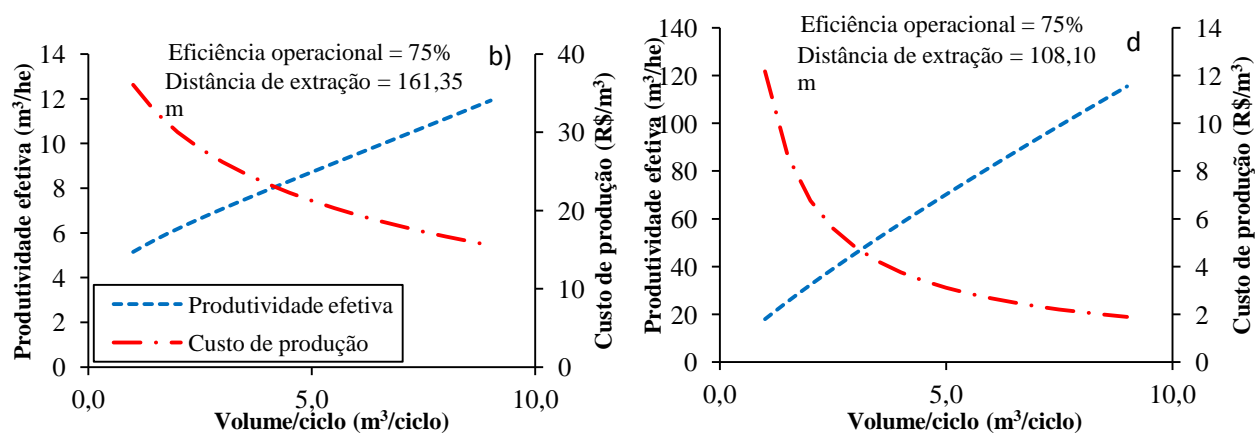 Eficiência operacional = 75%
b)
Distância de extração = 161,35
m
Produtividade efetiva (m³/he)
14
12
10
8
6
4
2
0
Custo de produção (R$/m³)
40
30
20
10
0
Produtividade efetiva
Custo de produção
0,0
5,0
10,0
Volume/ciclo (m³/ciclo)
Eficiência operacional = 75%
d
Distância de extração = 108,10
m
Produtividade efetiva (m³/he)
140
120
100
80
60
40
20
0
Custo de produção (R$/m³)
14
12
10
8
6
4
2
0
0,0
5,0
10,0
Volume/ciclo (m³/ciclo)